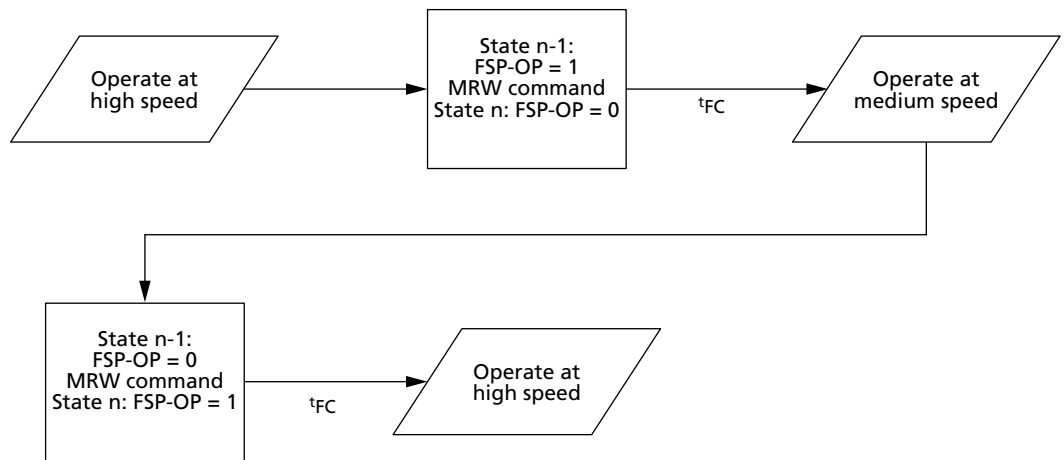 Operate at
high speed
State n-1:
FSP-OP = 1
MRW command
State n: FSP-OP = 0
tFC
Operate at
medium speed
State n-1:
FSP-OP = 0
MRW command
State n: FSP-OP = 1
tFC
Operate at
high speed